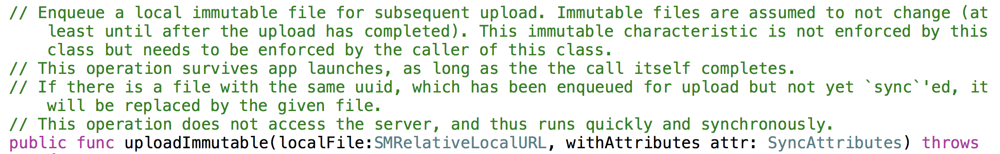 // Enqueue a local immutable file for subsequent upload. Immutable files are assumed to not change (at
least until after the upload has completed). This immutable characteristic is not enforced by this
class but needs to be enforced by the caller of this class.
// This operation survives app launches, as long as the the call itself completes.
// If there is a file with the same uuid, which has been enqueued for upload but not yet `sync`'ed, it
will be replaced by the given file.
// This operation does not access the server, and thus runs quickly and synchronously.
public func uploadImmutable(localFile:SMRelativeLocalURL, withAttributes attr: SyncAttributes) throws